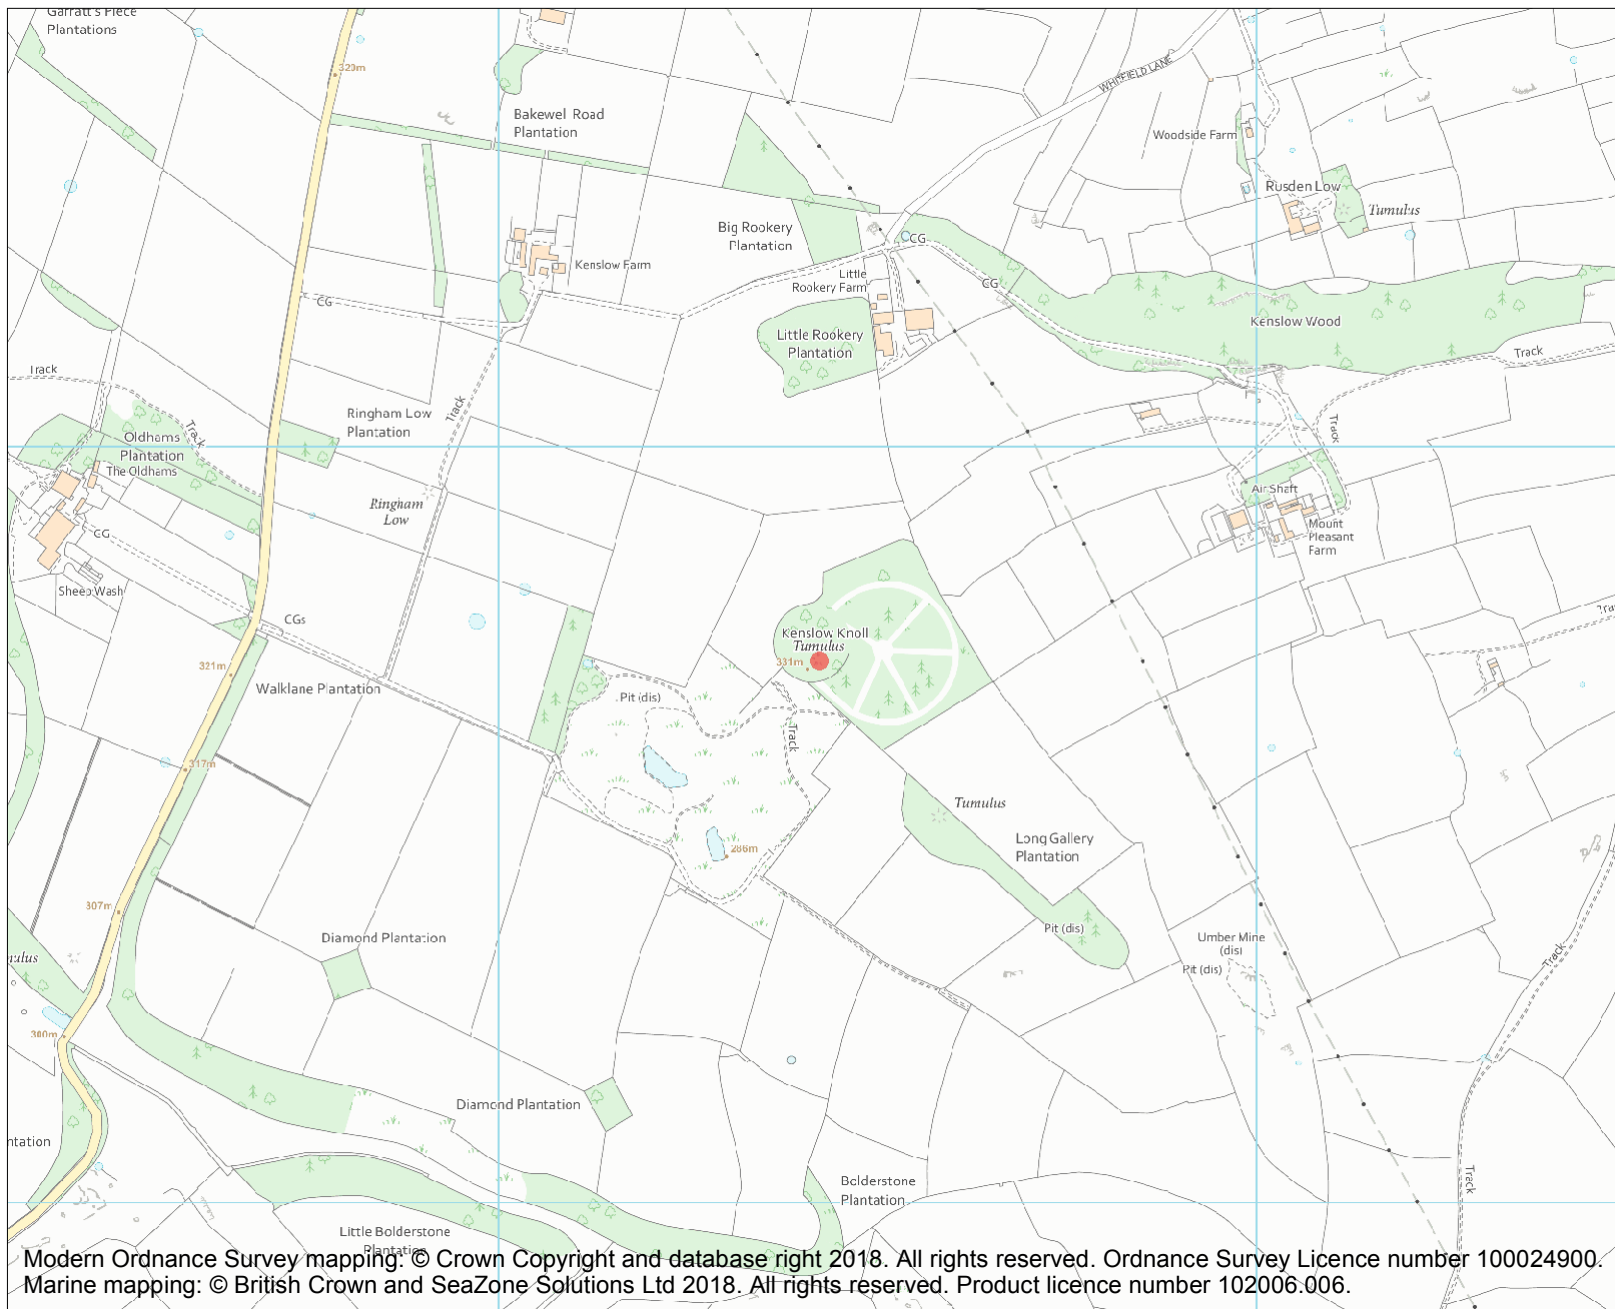 Garratt's Piece
Plantations
323m
Bakewel Road
Plantation
WHITFIELD LANE
Woodside Farm
Rusden Low
Tumulus
Big Rookery
Plantation
CG
Kenslow Farm
Little
Rookery Farm
CG
CG
Little Rookery
Plantation
Kenslow Wood
Track
Track
Track
Track
Track
Ringham Low
Plantation
Oldhams
Plantation
The Oldhams
Ringham
Low
Air Shaft
Mount
Pleasant
Farm
CG
Sheep Wash
CGs
Kenslow Knoll
Tumulus
331m
321m
Walklane Plantation
Pit (dis)
Track
317m
Tumulus
Long Gallery
Plantation
286m
307m
Diamond Plantation
Pit (dis)
Umber Mine
(dis)
Pit (dis)
Track
mulus
300m
Diamond Plantation
ntation
Track
Bolderstone
Plantation
Little Bolderstone
Plantation
Modern Ordnance Survey mapping: © Crown Copyright and database right 2018. All rights reserved. Ordnance Survey Licence number 100024900.
Marine mapping: © British Crown and SeaZone Solutions Ltd 2018. All rights reserved. Product licence number 102006.006.